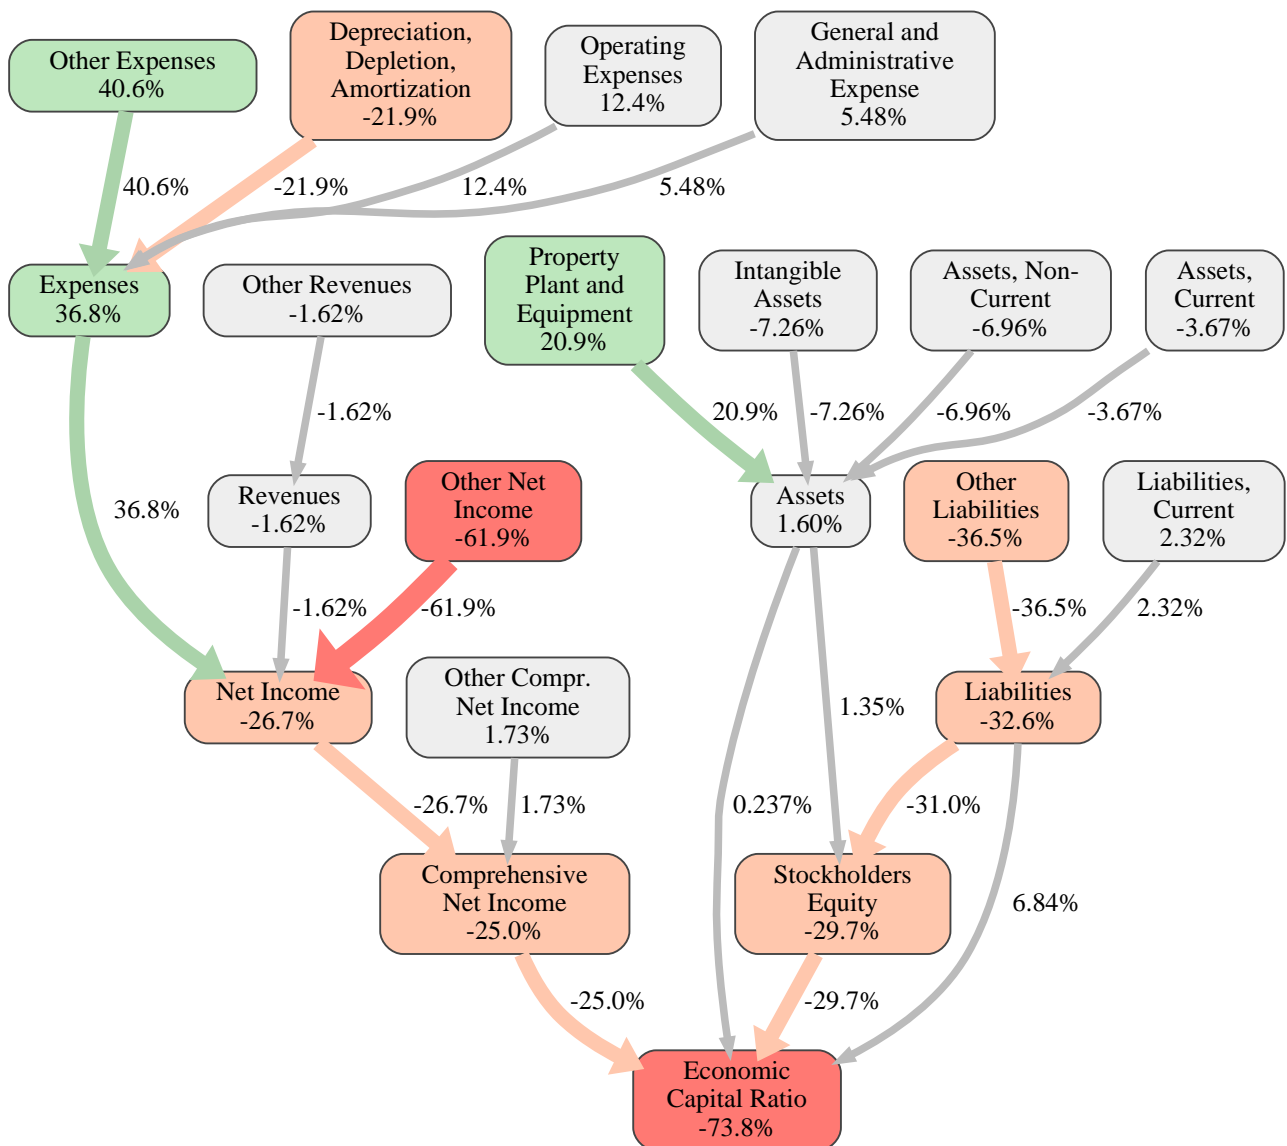 Other Expenses
40.6%
Depreciation,
Depletion,
Amortization
-21.9%
Operating
Expenses
12.4%
General and
Administrative
Expense
5.48%
40.6%
-21.9%
12.4%
5.48%
Expenses
36.8%
Other Revenues
-1.62%
Property
Plant and
Equipment
20.9%
Intangible
Assets
-7.26%
Assets, Non-
Current
-6.96%
Assets,
Current
-3.67%
-1.62%
20.9%
-7.26%
-6.96%
-3.67%
36.8%
Revenues
-1.62%
Other Net
Income
-61.9%
Assets
1.60%
Other
Liabilities
-36.5%
Liabilities,
Current
2.32%
-1.62%
-61.9%
-36.5%
2.32%
Net Income
-26.7%
Other Compr.
Net Income
1.73%
1.35%
Liabilities
-32.6%
-26.7%
1.73%
0.237%
-31.0%
Comprehensive
Net Income
-25.0%
Stockholders
Equity
-29.7%
6.84%
-25.0%
-29.7%
Economic
Capital Ratio
-73.8%